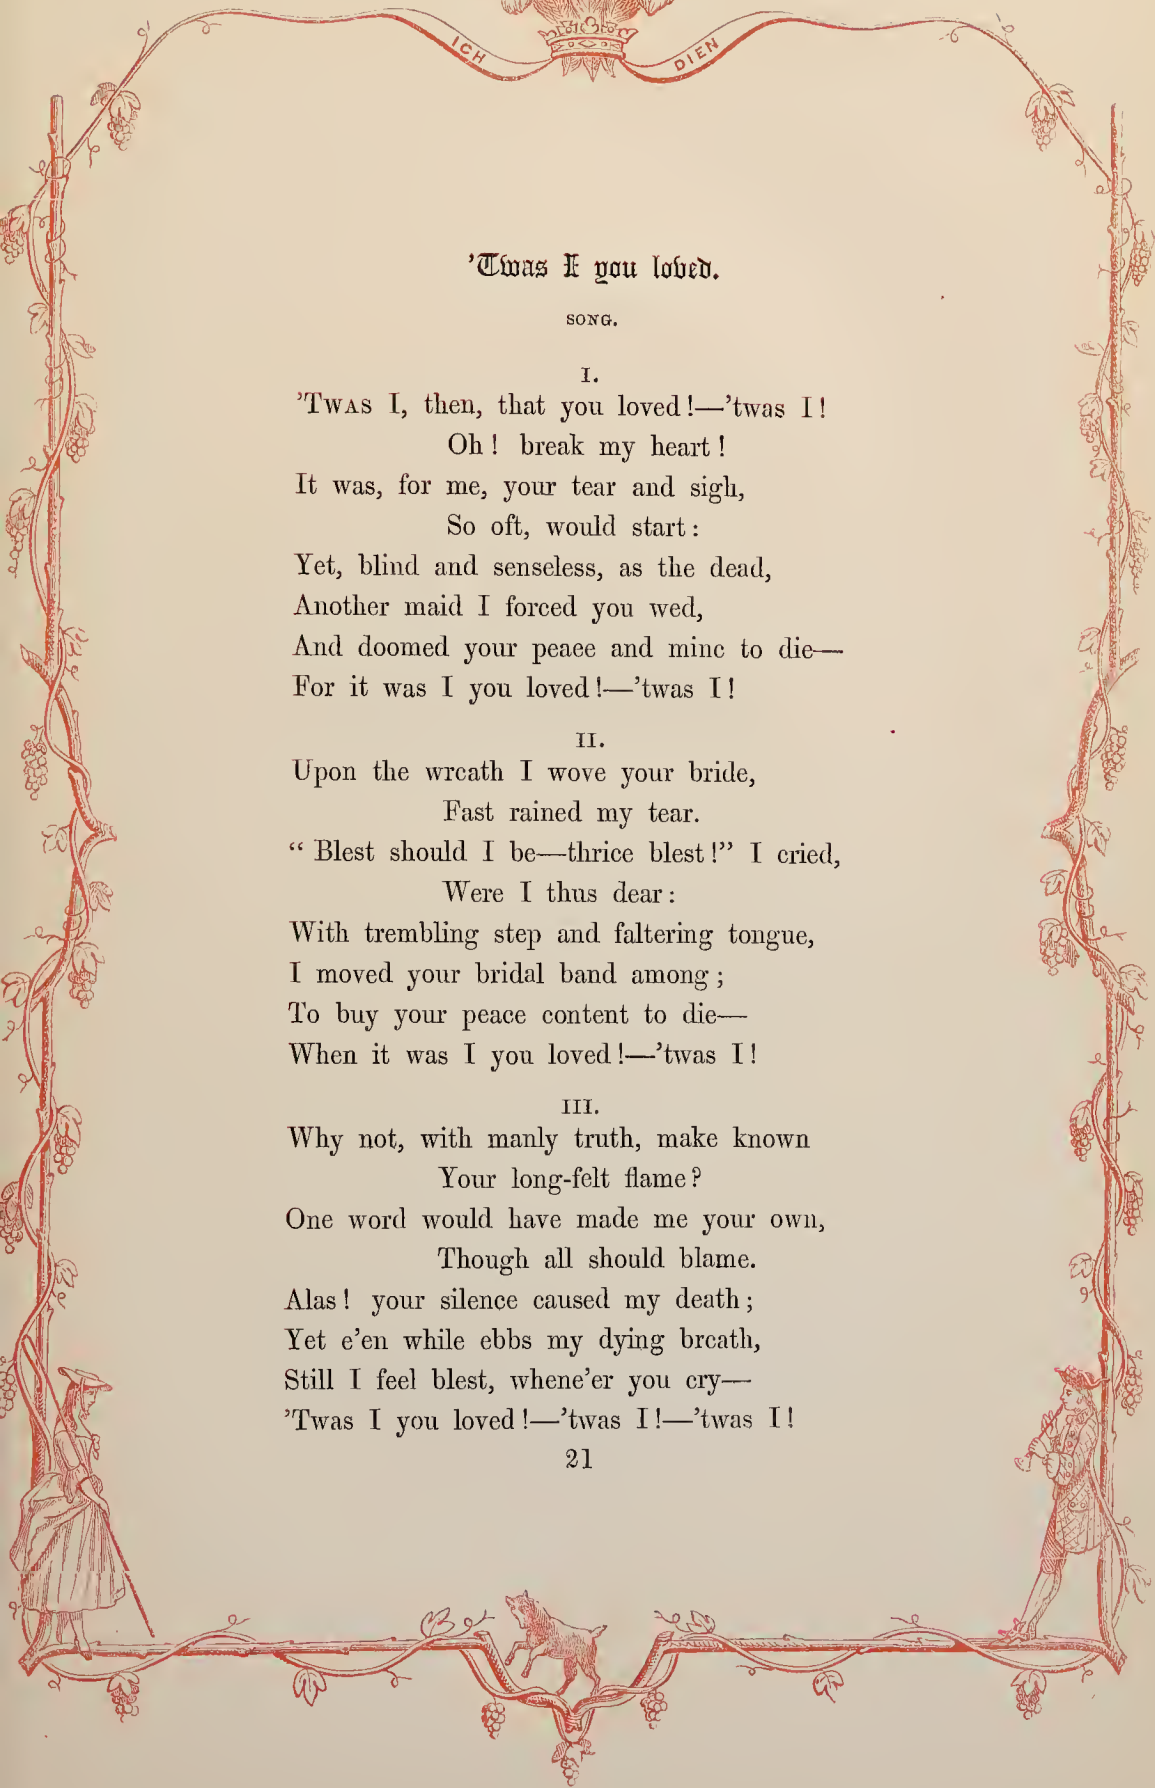 ICH DIEN
’Twas I you loved.
SONG.
I.
’TWAS I, then, that you loved!—’twas I!
Oh! break my heart!
It was, for me, your tear and sigh,
So oft, would start:
Yet, blind and senseless, as the dead,
Another maid I forced you wed,
And doomed your peace and mine to die—
For it was I you loved!—’twas I!
II.
Upon the wreath I wove your bride,
Fast rained my tear.
“Blest should I be—thrice blest!” I cried,
Were I thus dear:
With trembling step and faltering tongue,
I moved your bridal band among;
To buy your peace content to die—
When it was I you loved!—’twas I!
III.
Why not, with manly truth, make known
Your long-felt flame?
One word would have made me your own,
Though all should blame.
Alas! your silence caused my death;
Yet e’en while ebbs my dying breath,
Still I feel blest, whene’er you cry—
’Twas I you loved!—’twas I!—’twas I!
21